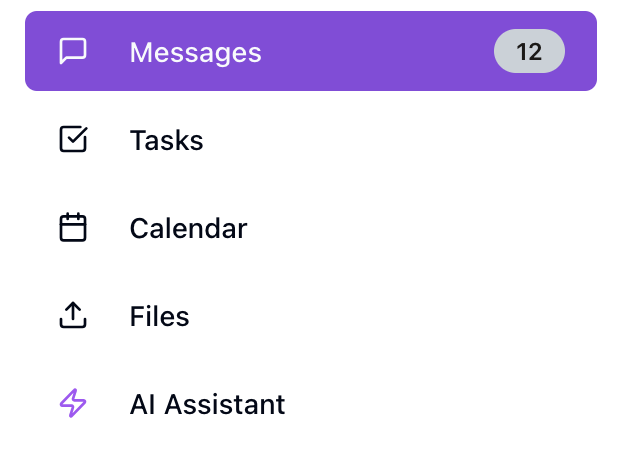 Messages 12
Tasks
Calendar
Files
AI Assistant